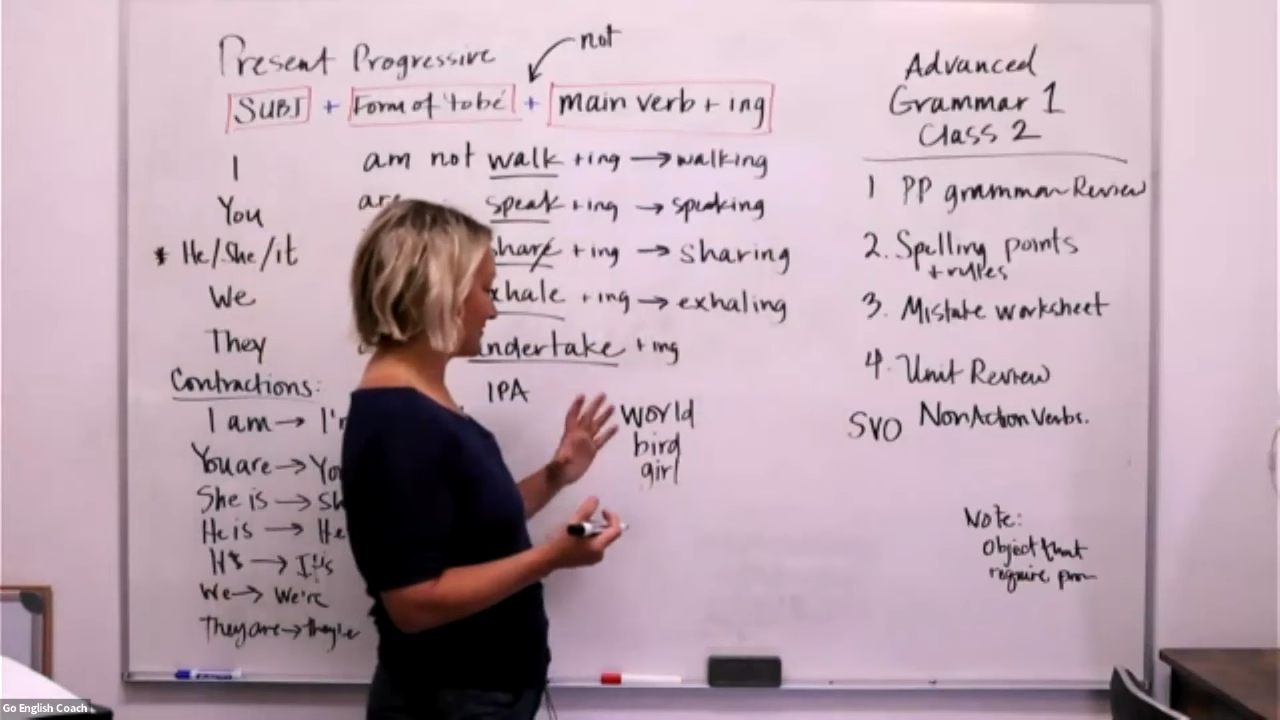 Present Progressive
not
SUBJ + Form of 'to be' + main verb + ing
I am not walk +ing → walking
You are speak +ing → speaking
* He/She/it share +ing → sharing
We xhale +ing → exhaling
They undertake +ing
Contractions:
IPA
I am → I'm
You are → You
She is → Sh
He is → He
It is → It's
We → We're
They are → they're
world
bird
girl
Advanced
Grammar 1
Class 2
1 PP grammar Review
2. Spelling points
+ rules
3. Mistake worksheet
4. Unit Review
SVO Non Action Verbs.
Note:
Object that
require
Go English Coach